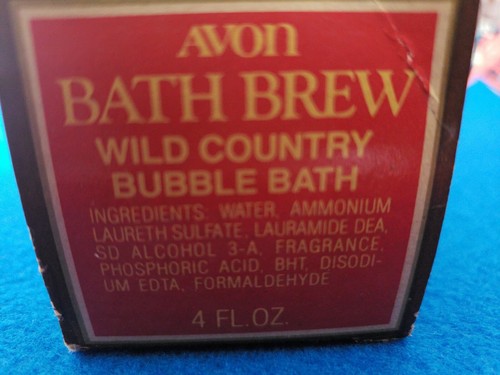 AVON
BATH BREW
WILD COUNTRY
BUBBLE BATH
INGREDIENTS: WATER, AMMONIUM
LAURETH SULFATE, LAURAMIDE DEA,
SD ALCOHOL 3-A, FRAGRANCE,
PHOSPHORIC ACID, BHT, DISODI-
UM EDTA, FORMALDEHYDE
4 FL.OZ.